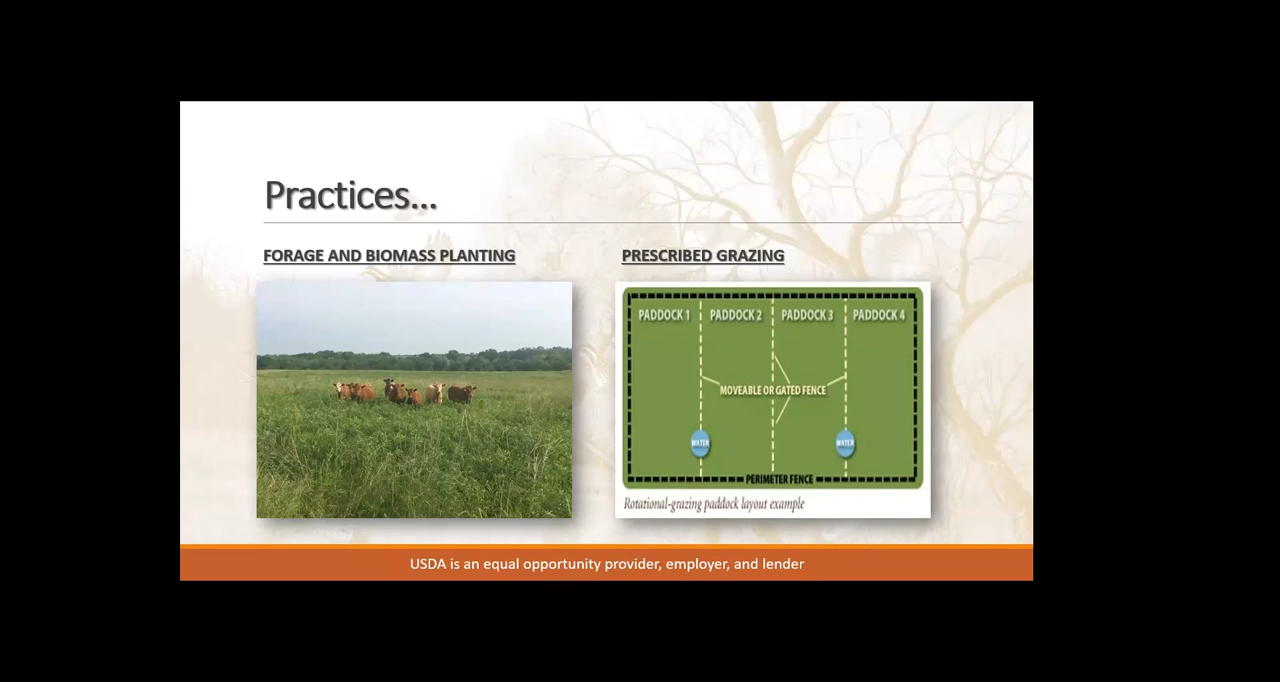 Practices...
FORAGE AND BIOMASS PLANTING
PRESCRIBED GRAZING
PADDOCK 1
PADDOCK 2
PADDOCK 3
PADDOCK 4
MOVEABLE OR GATED FENCE
WATER
WATER
PERIMETER FENCE
Rotational-grazing paddock layout example
USDA is an equal opportunity provider, employer, and lender